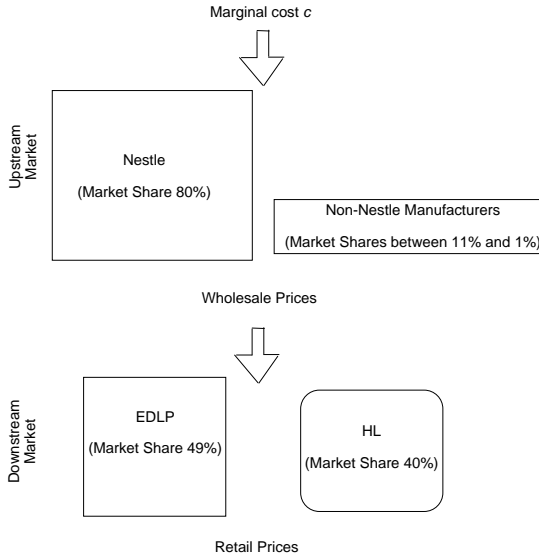 Marginal cost c
Upstream
Market
Nestle
(Market Share 80%)
Non-Nestle Manufacturers
(Market Shares between 11% and 1%)
Wholesale Prices
Downstream
Market
EDLP
(Market Share 49%)
HL
(Market Share 40%)
Retail Prices